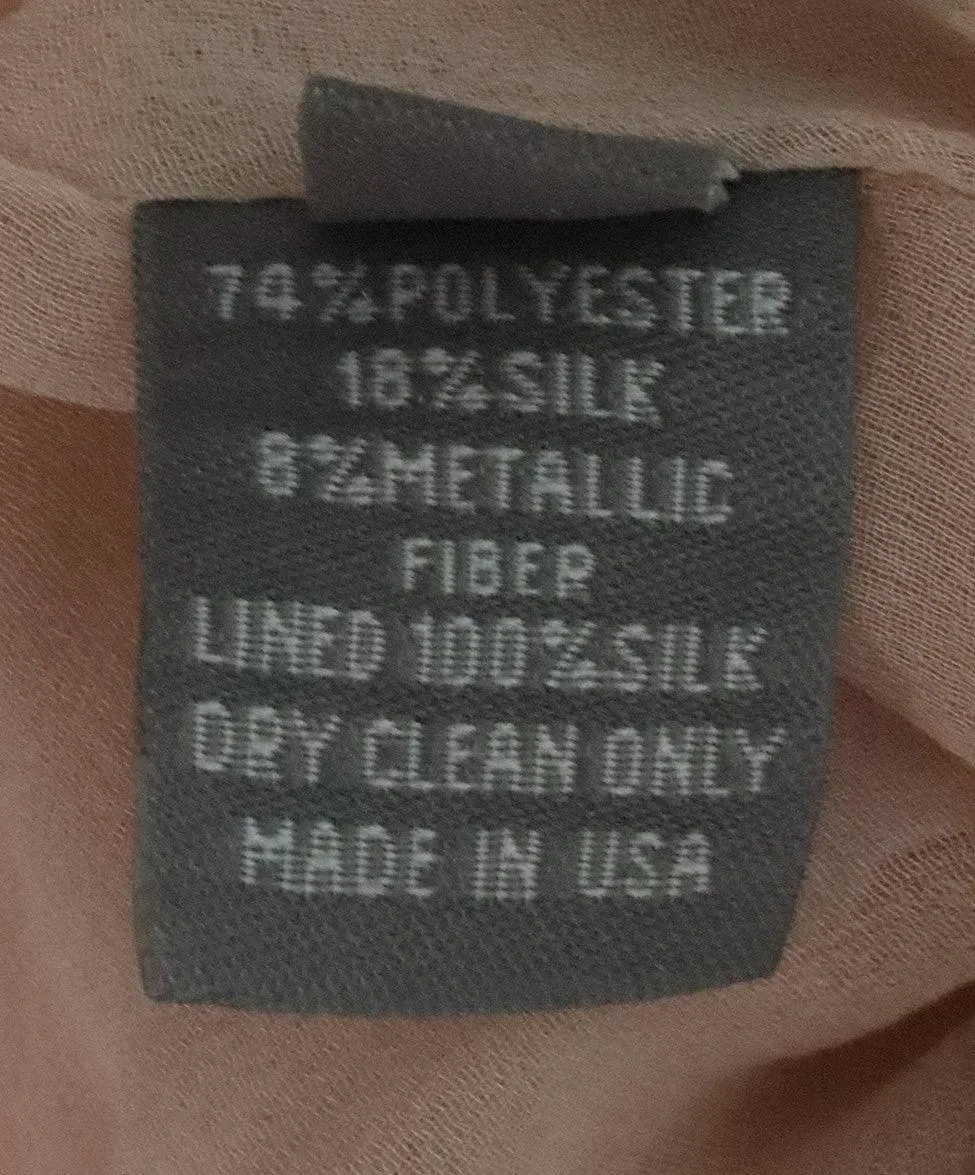 74%POLYESTER
18%SILK
8%METALLIC
FIBER
LINED 100%SILK
DRY CLEAN ONLY
MADE IN USA